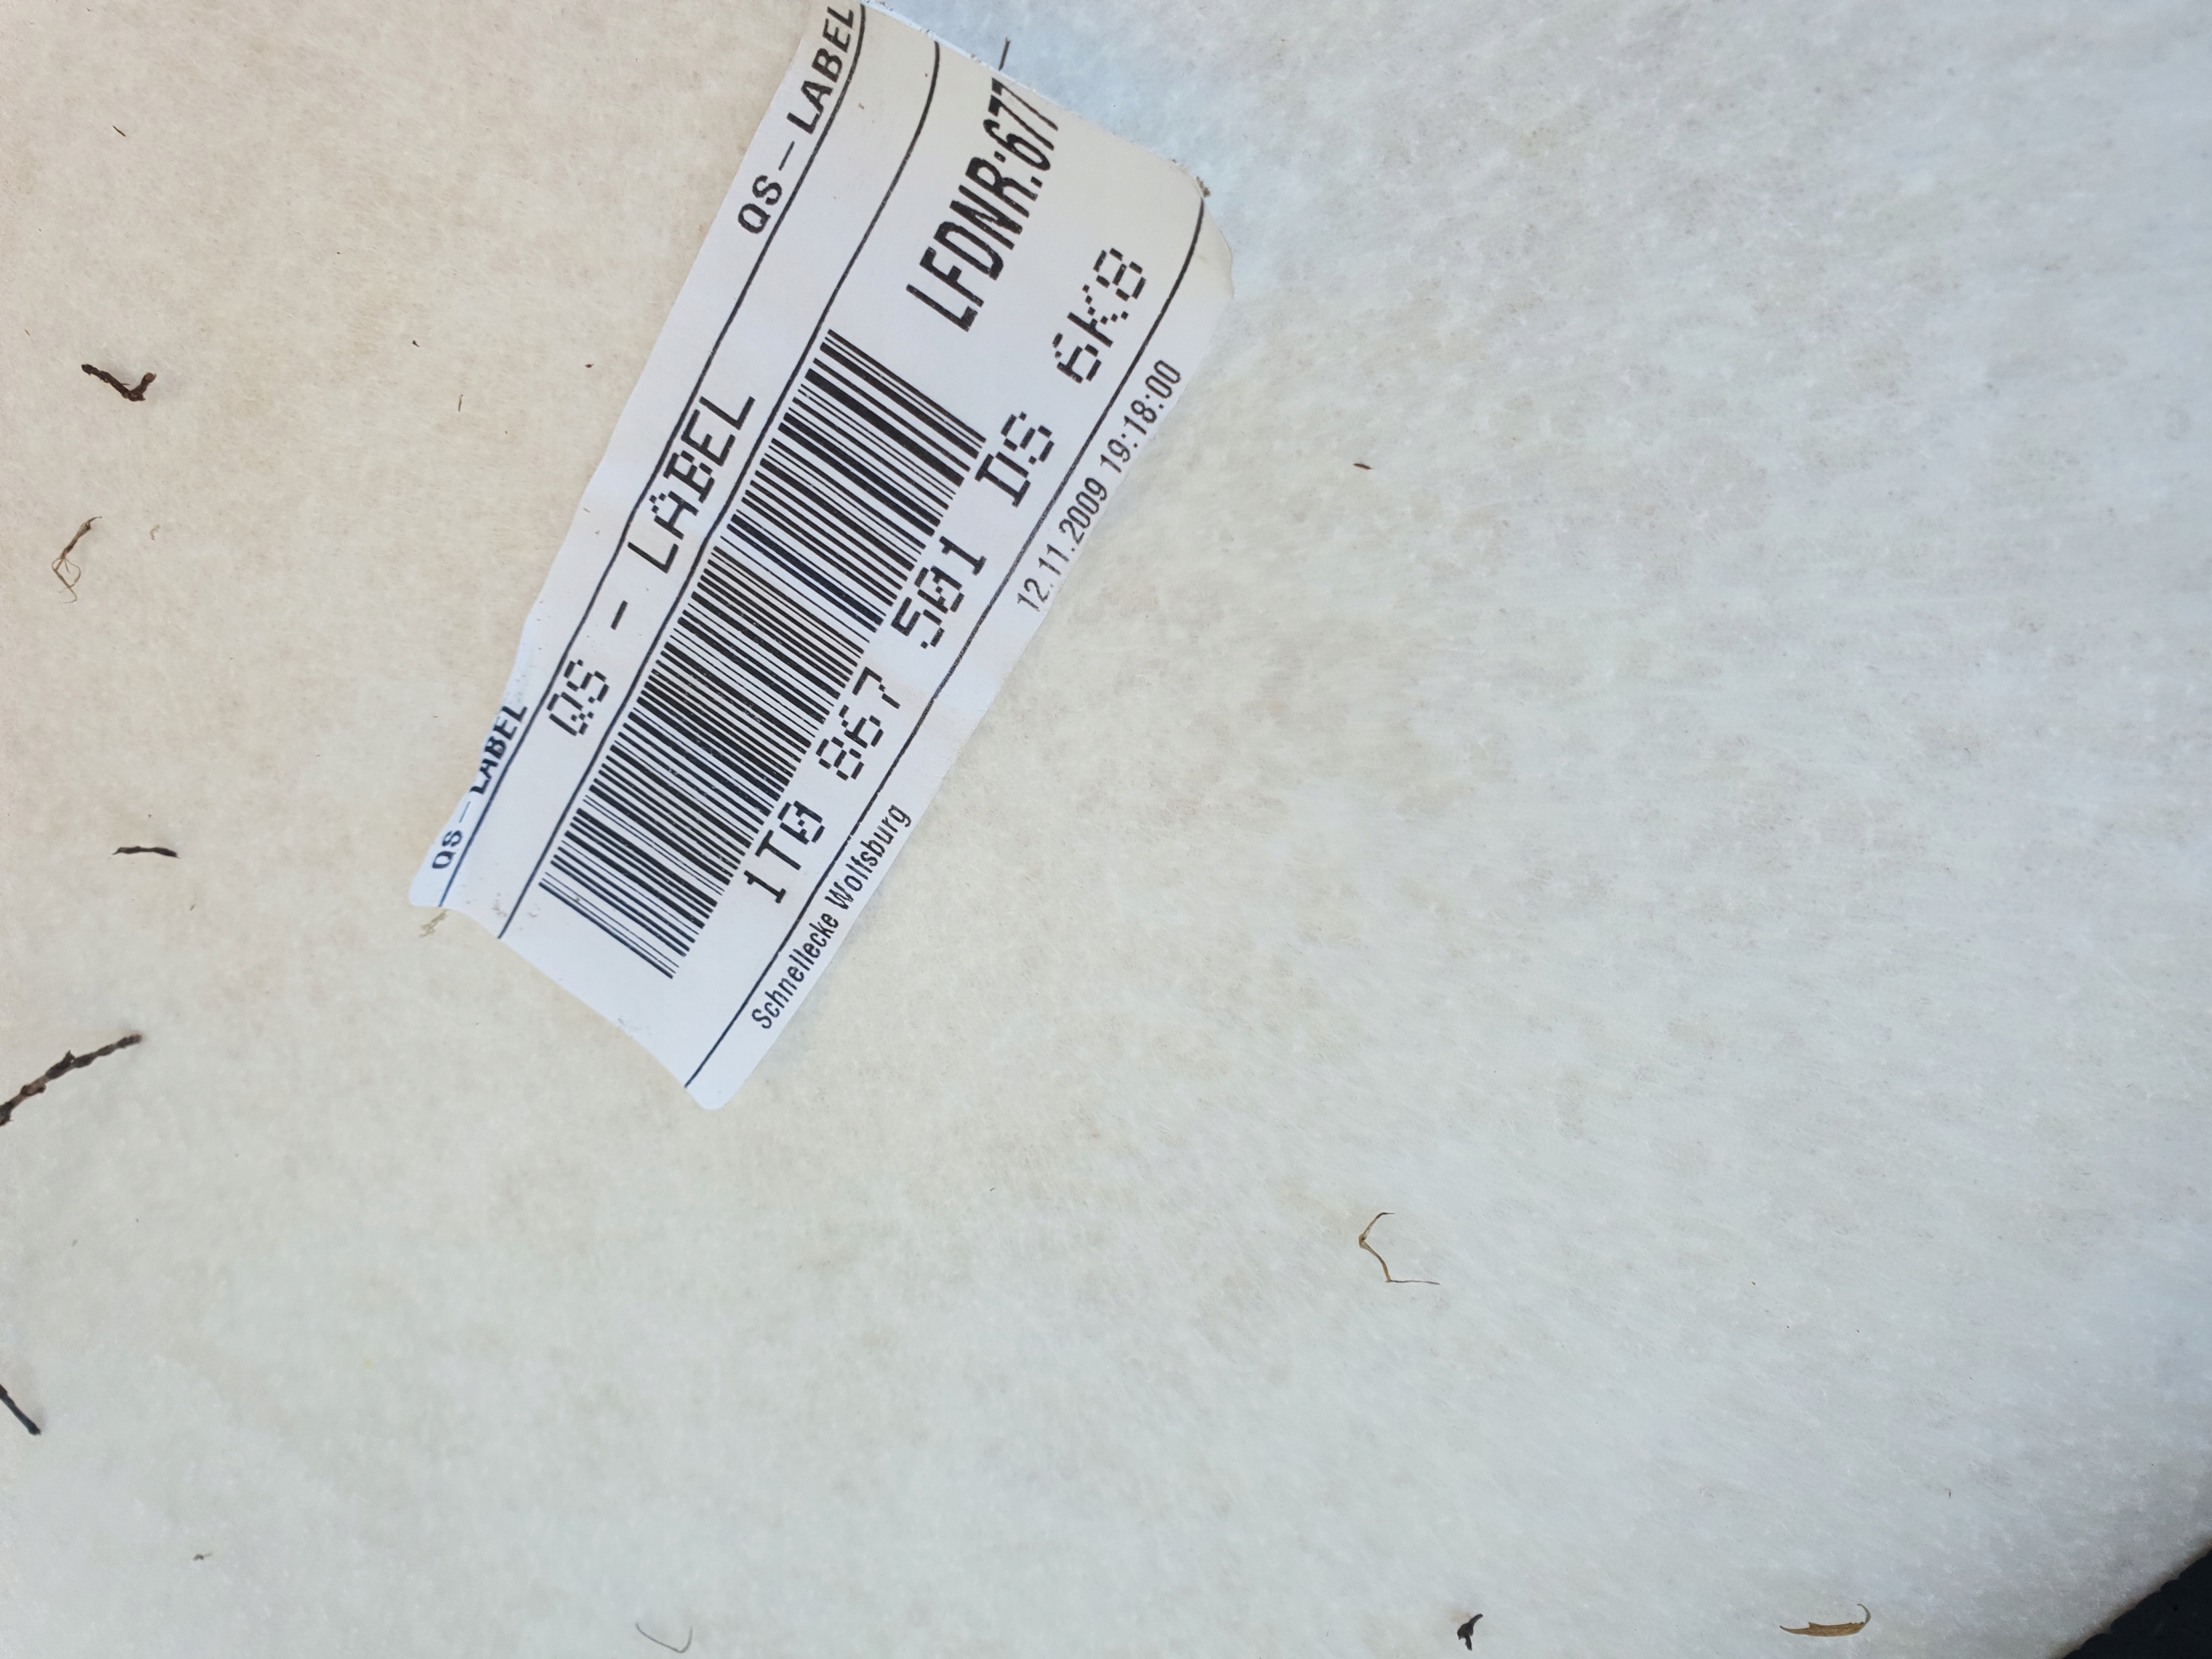 QS-LABEL QS-LABEL
QS - LABEL
LFDNR:677
1T0 867 501 DS 6K8
Schnellecke Wolfsburg 12.11.2009 19:18:00